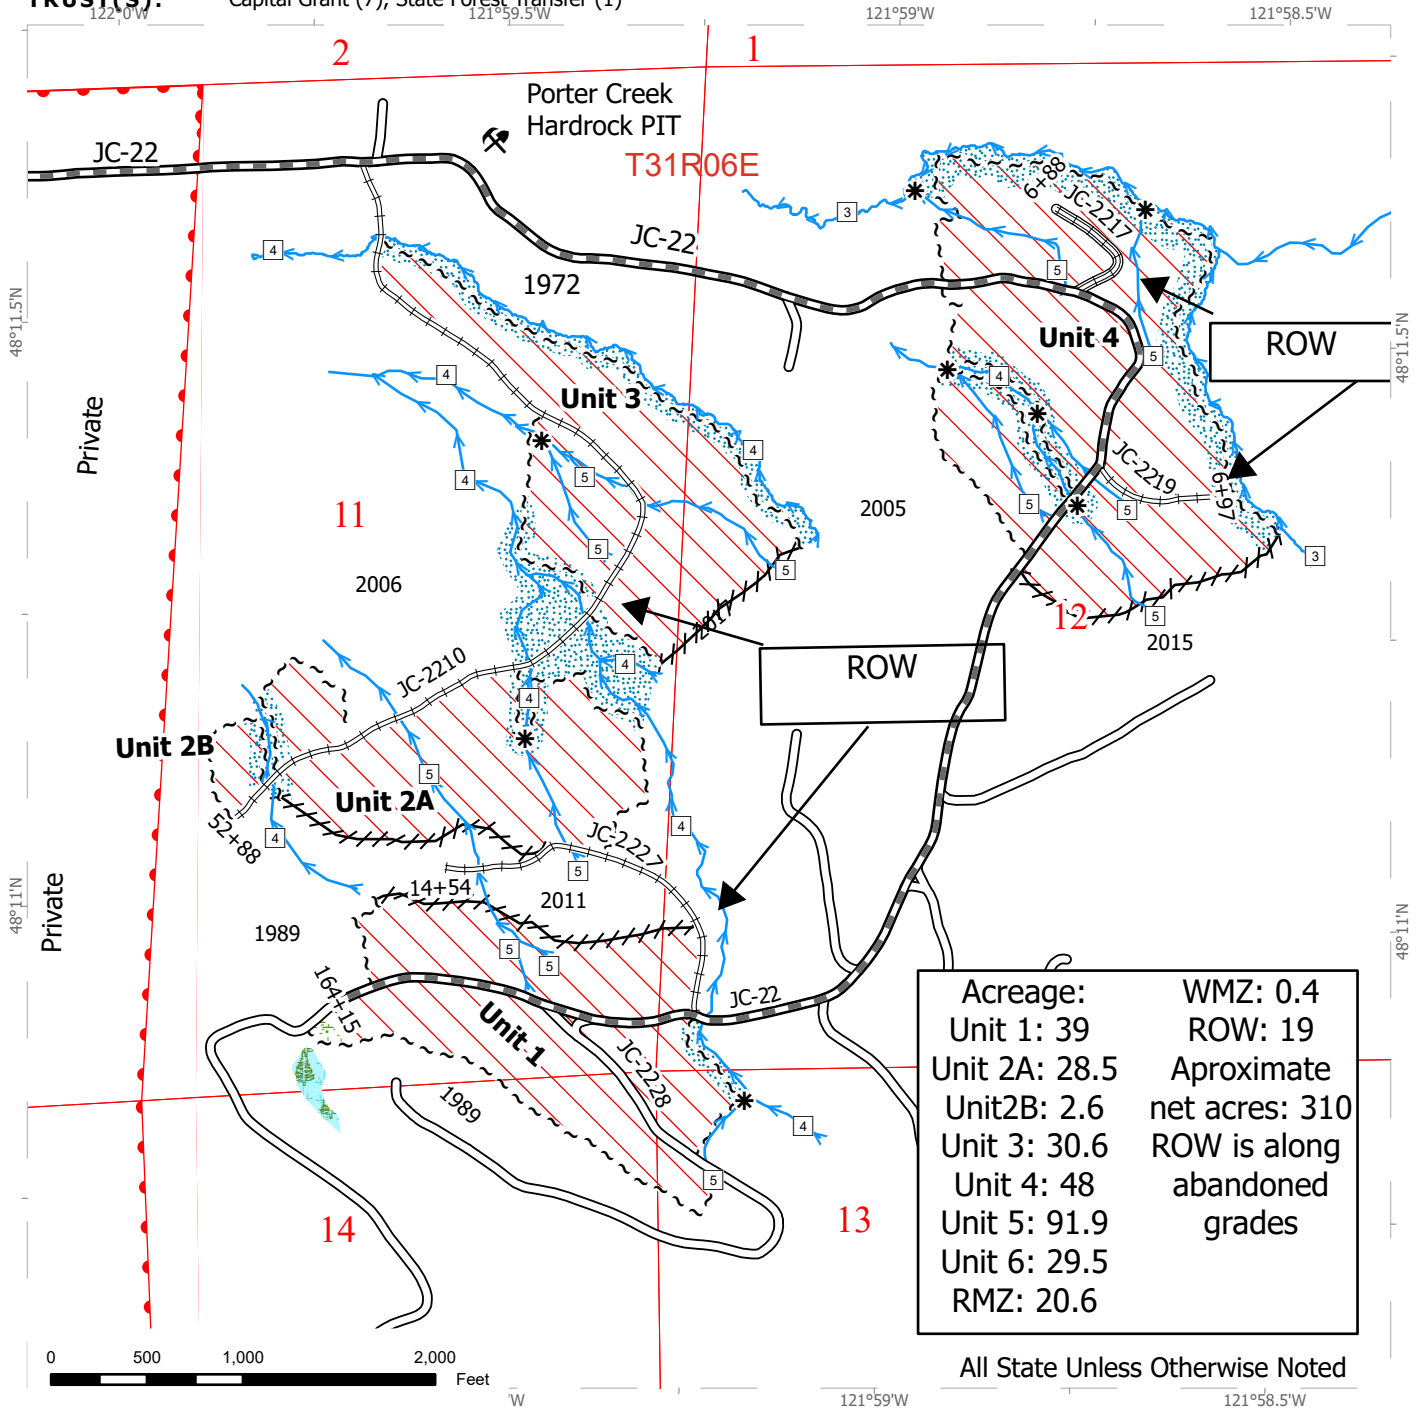 TRUST(S): Capital Grant (7), State Forest Transfer (1)
122°0'W
121°59.5'W
121°59'W
121°58.5'W
2
1
Porter Creek
Hardrock PIT
JC-22
T31R06E
6+88
JC-2217
3
4
JC-22
5
1972
48°11.5'N
48°11.5'N
Unit 4
ROW
5
4
4
Unit 3
Private
4
4
5
JC-2219
6+97
11
2005
5
5
5
3
5
2006
2017
12
5
2015
JC-2210
4
ROW
4
Unit 2B
5
Unit 2A
52+88
4
4
JC-2227
5
14+54
2011
Private
48°11'N
48°11'N
1989
5
5
164+15
JC-22
Unit 1
JC-2228
1989
4
5
14
13
Acreage:
Unit 1: 39
Unit 2A: 28.5
Unit2B: 2.6
Unit 3: 30.6
Unit 4: 48
Unit 5: 91.9
Unit 6: 29.5
RMZ: 20.6
WMZ: 0.4
ROW: 19
Aproximate
net acres: 310
ROW is along
abandoned
grades
0 500 1,000 2,000
Feet
All State Unless Otherwise Noted
'W
121°59'W
121°58.5'W